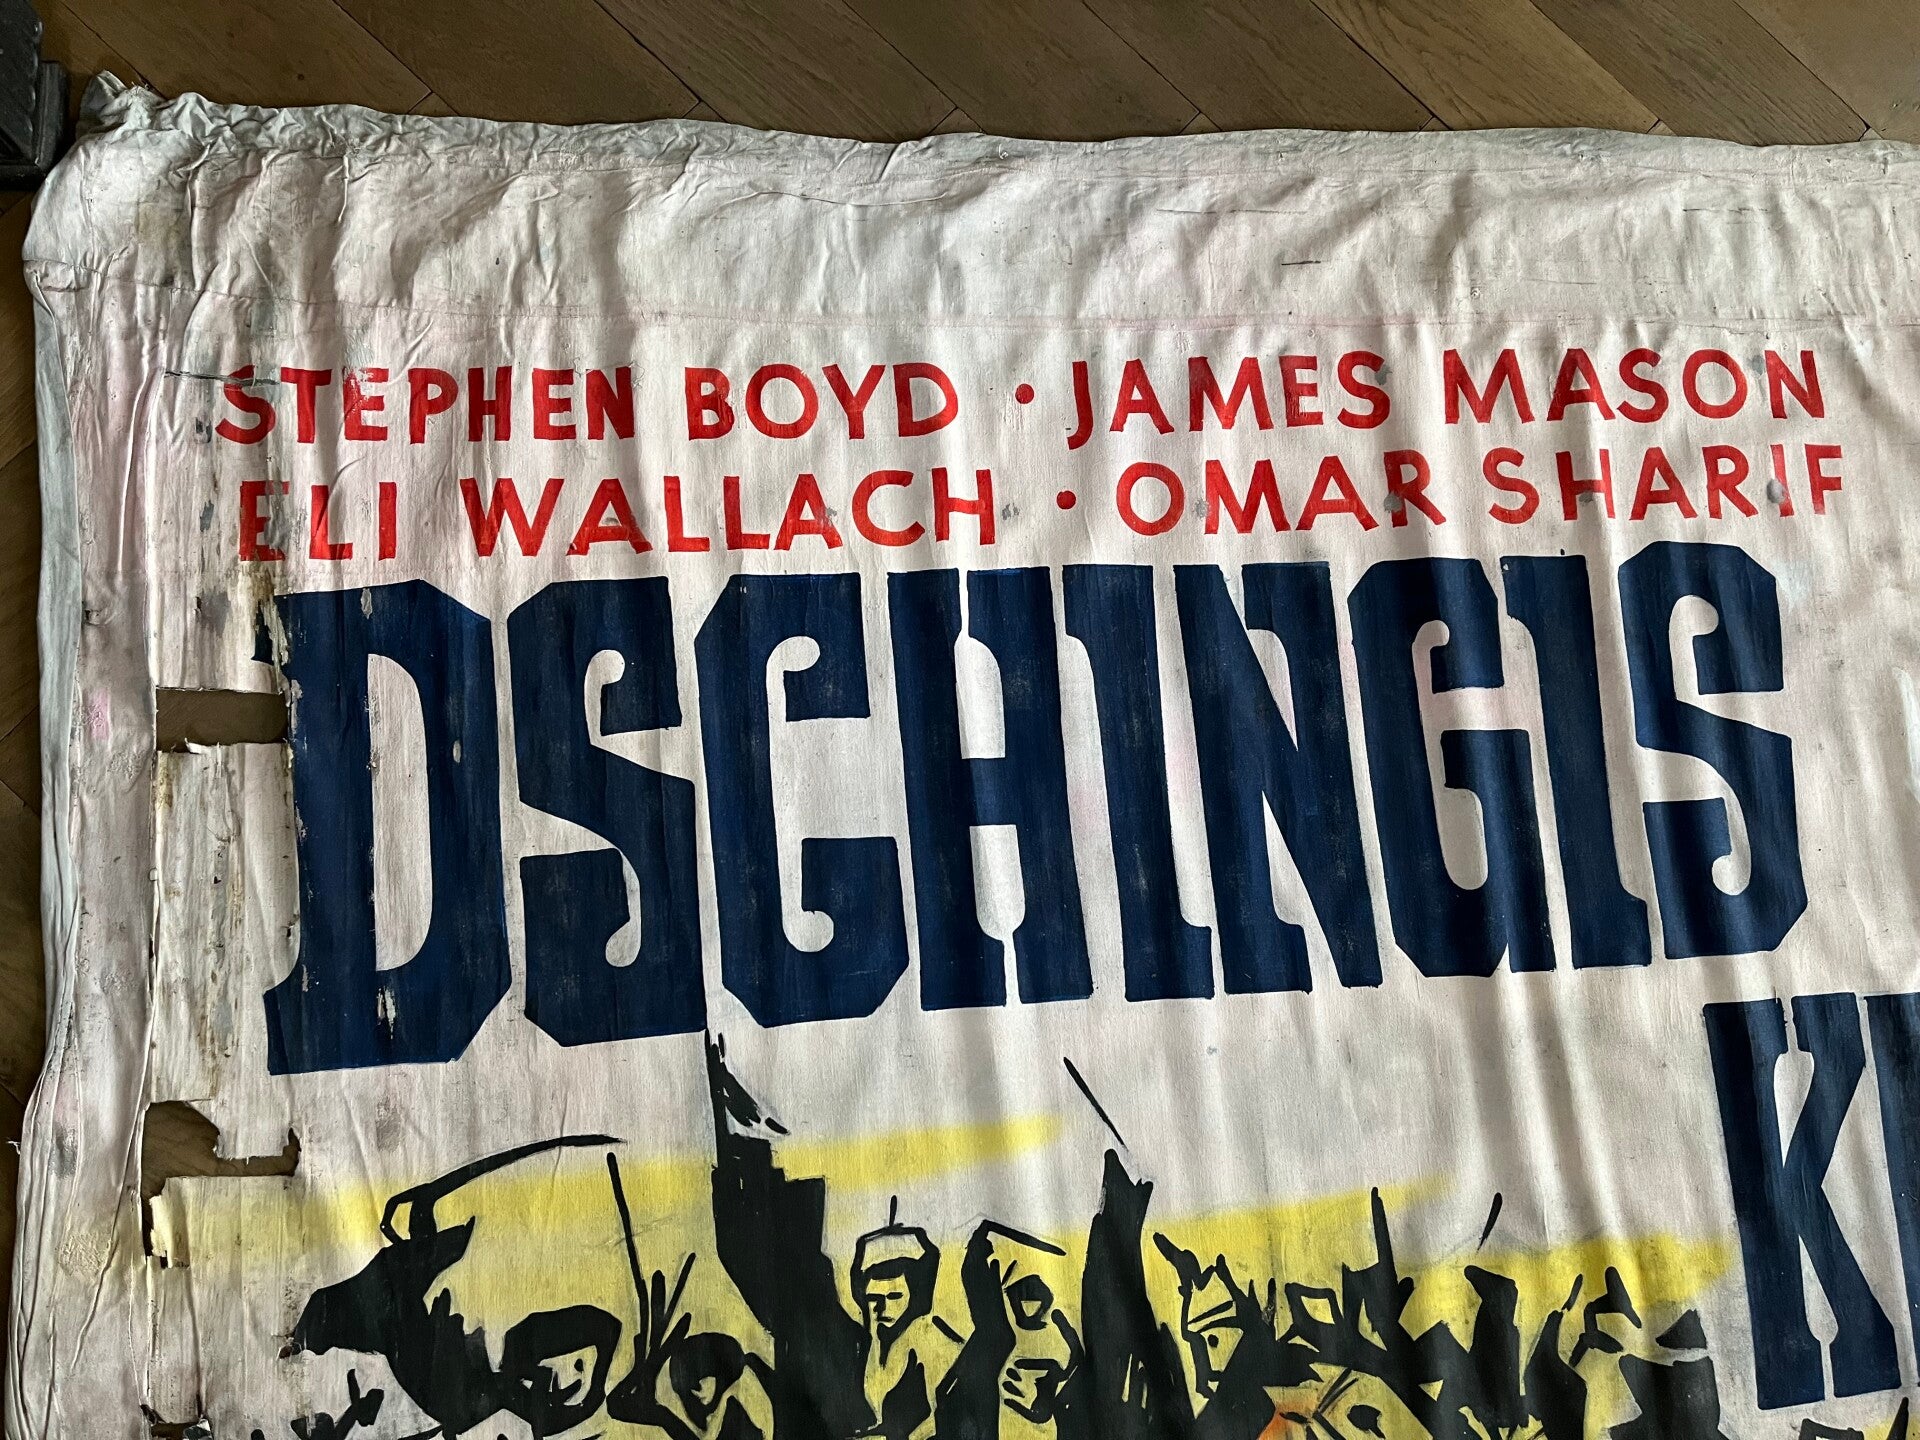 STEPHEN BOYD · JAMES MASON
ELI WALLACH · OMAR SHARIF
DSCHINGIS
K